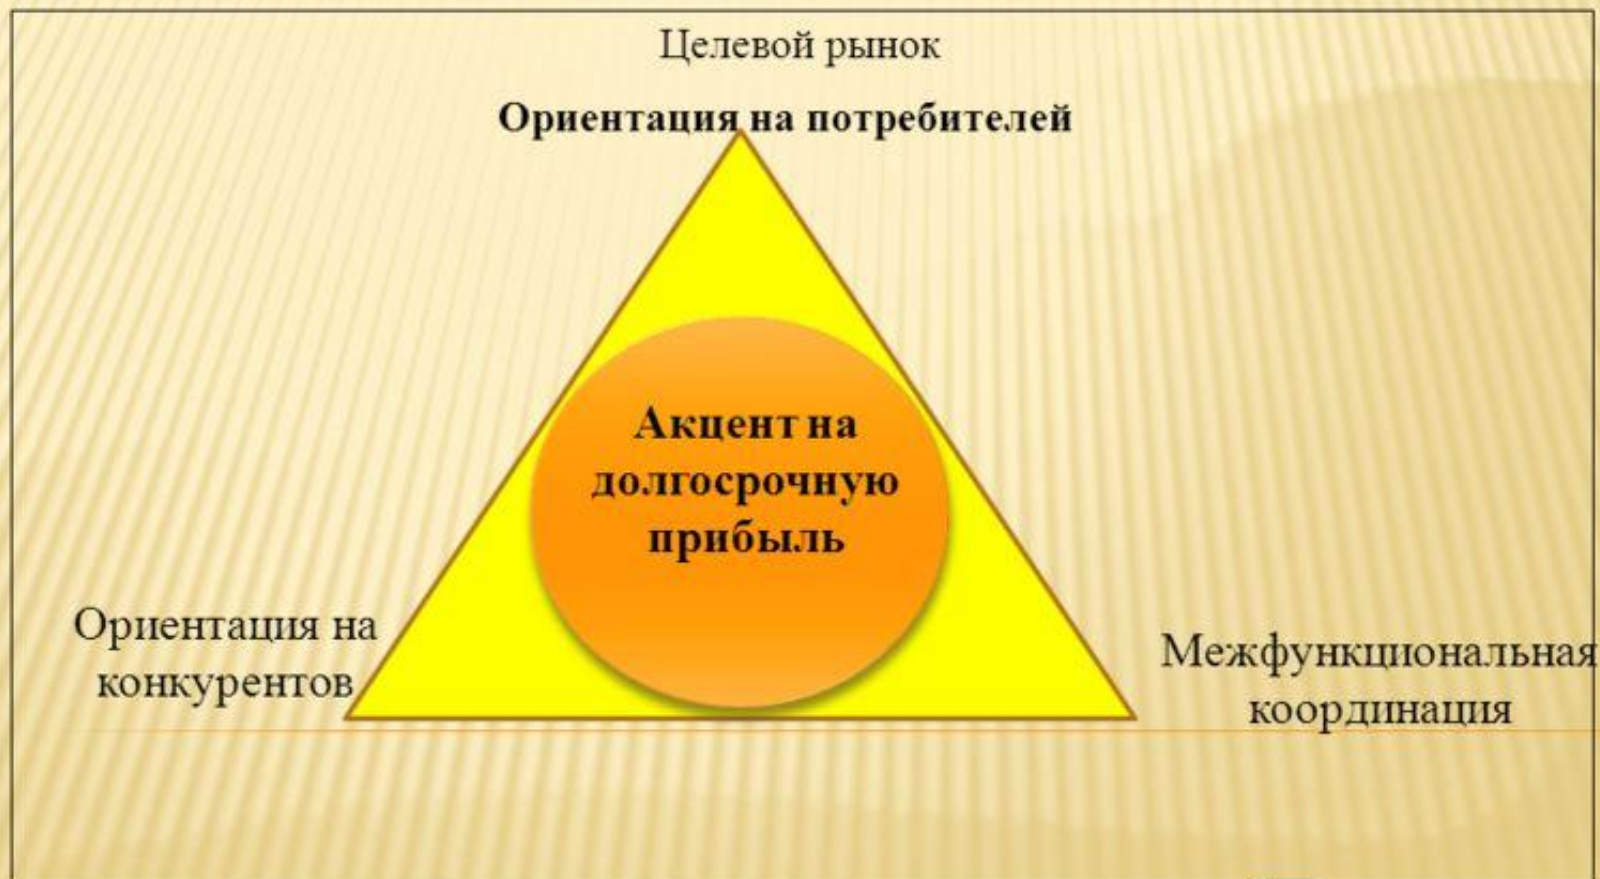 Целевой рынок
Ориентация на потребителей
Акцент на
долгосрочную
прибыль
Ориентация на
конкурентов
Межфункциональная
координация